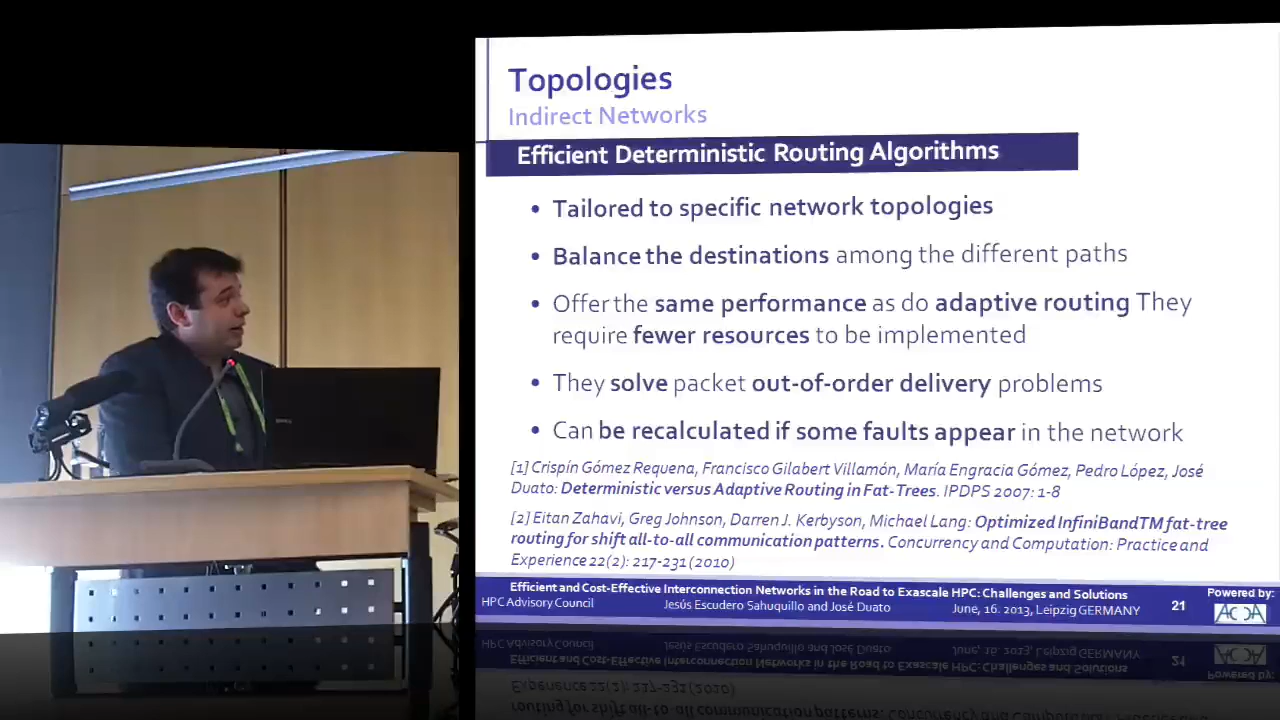 Topologies
Indirect Networks
Efficient Deterministic Routing Algorithms
• Tailored to specific network topologies
• Balance the destinations among the different paths
• Offer the same performance as do adaptive routing They
require fewer resources to be implemented
• They solve packet out-of-order delivery problems
• Can be recalculated if some faults appear in the network
[1] Crispín Gómez Requena, Francisco Gilabert Villamón, María Engracia Gómez, Pedro López, José
Duato: Deterministic versus Adaptive Routing in Fat-Trees. IPDPS 2007: 1-8
[2] Eitan Zahavi, Greg Johnson, Darren J. Kerbyson, Michael Lang: Optimized InfiniBandTM fat-tree
routing for shift all-to-all communication patterns. Concurrency and Computation: Practice and
Experience 22(2): 217-231 (2010)
Efficient and Cost-Effective Interconnection Networks in the Road to Exascale HPC: Challenges and Solutions
HPC Advisory Council Jesús Escudero Sahuquillo and José Duato June, 16. 2013, Leipzig GERMANY 21
Powered by: